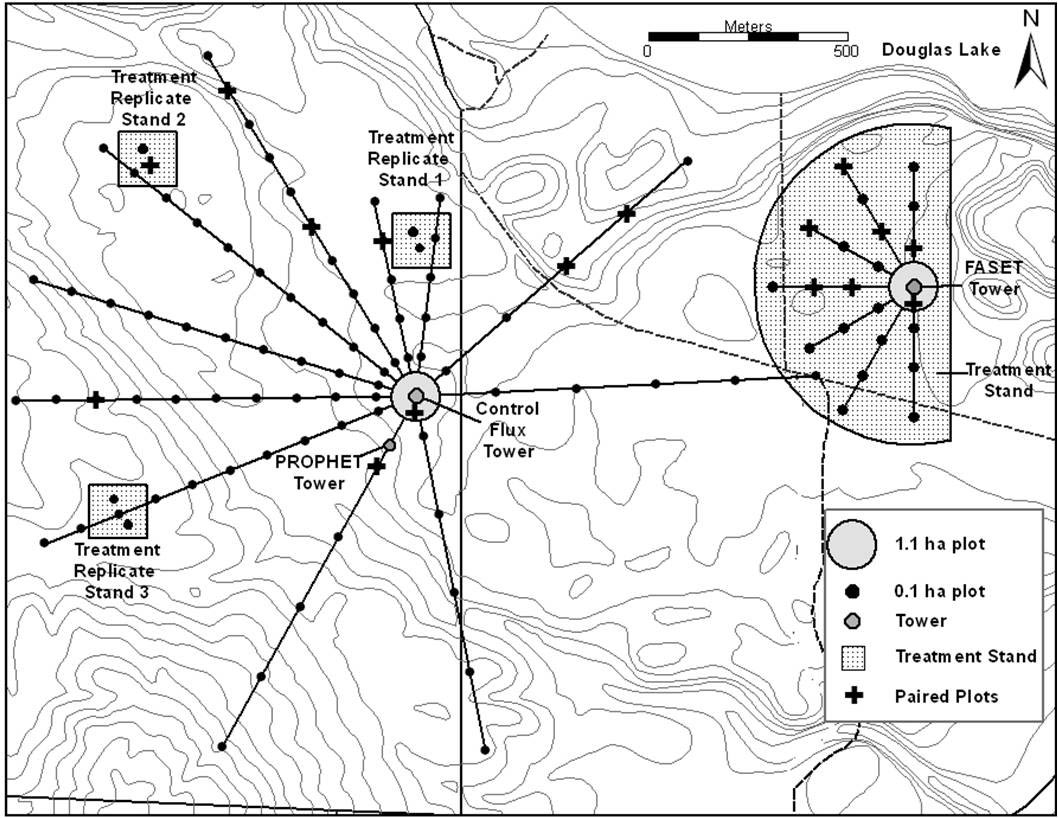 Meters
0
500
N
Douglas Lake
Treatment
Replicate
Stand 2
Treatment
Replicate
Stand 1
FASET
Tower
Treatment
Stand
Control
Flux
Tower
PROPHET
Tower
Treatment
Replicate
Stand 3
1.1 ha plot
0.1 ha plot
Tower
Treatment Stand
Paired Plots